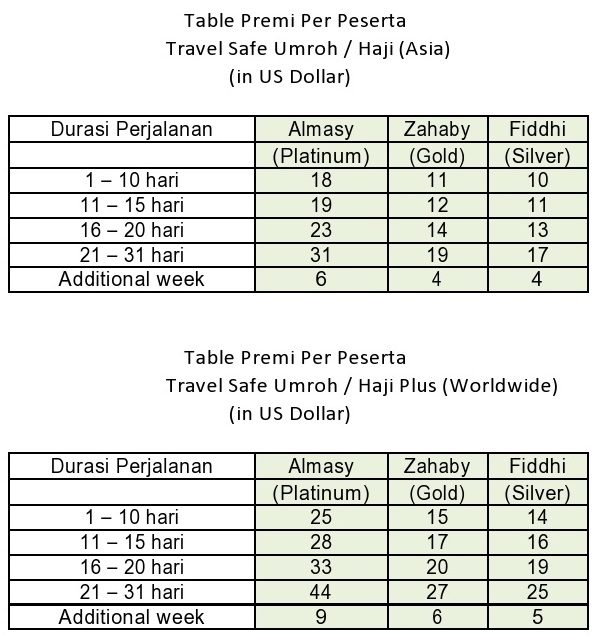 Table Premi Per Peserta
Travel Safe Umroh / Haji (Asia)
(in US Dollar)
Durasi Perjalanan Almasy Zahaby Fiddhi
(Platinum) (Gold) (Silver)
1 – 10 hari 18 11 10
11 – 15 hari 19 12 11
16 – 20 hari 23 14 13
21 – 31 hari 31 19 17
Additional week 6 4 4
Table Premi Per Peserta
Travel Safe Umroh / Haji Plus (Worldwide)
(in US Dollar)
Durasi Perjalanan Almasy Zahaby Fiddhi
(Platinum) (Gold) (Silver)
1 – 10 hari 25 15 14
11 – 15 hari 28 17 16
16 – 20 hari 33 20 19
21 – 31 hari 44 27 25
Additional week 9 6 5